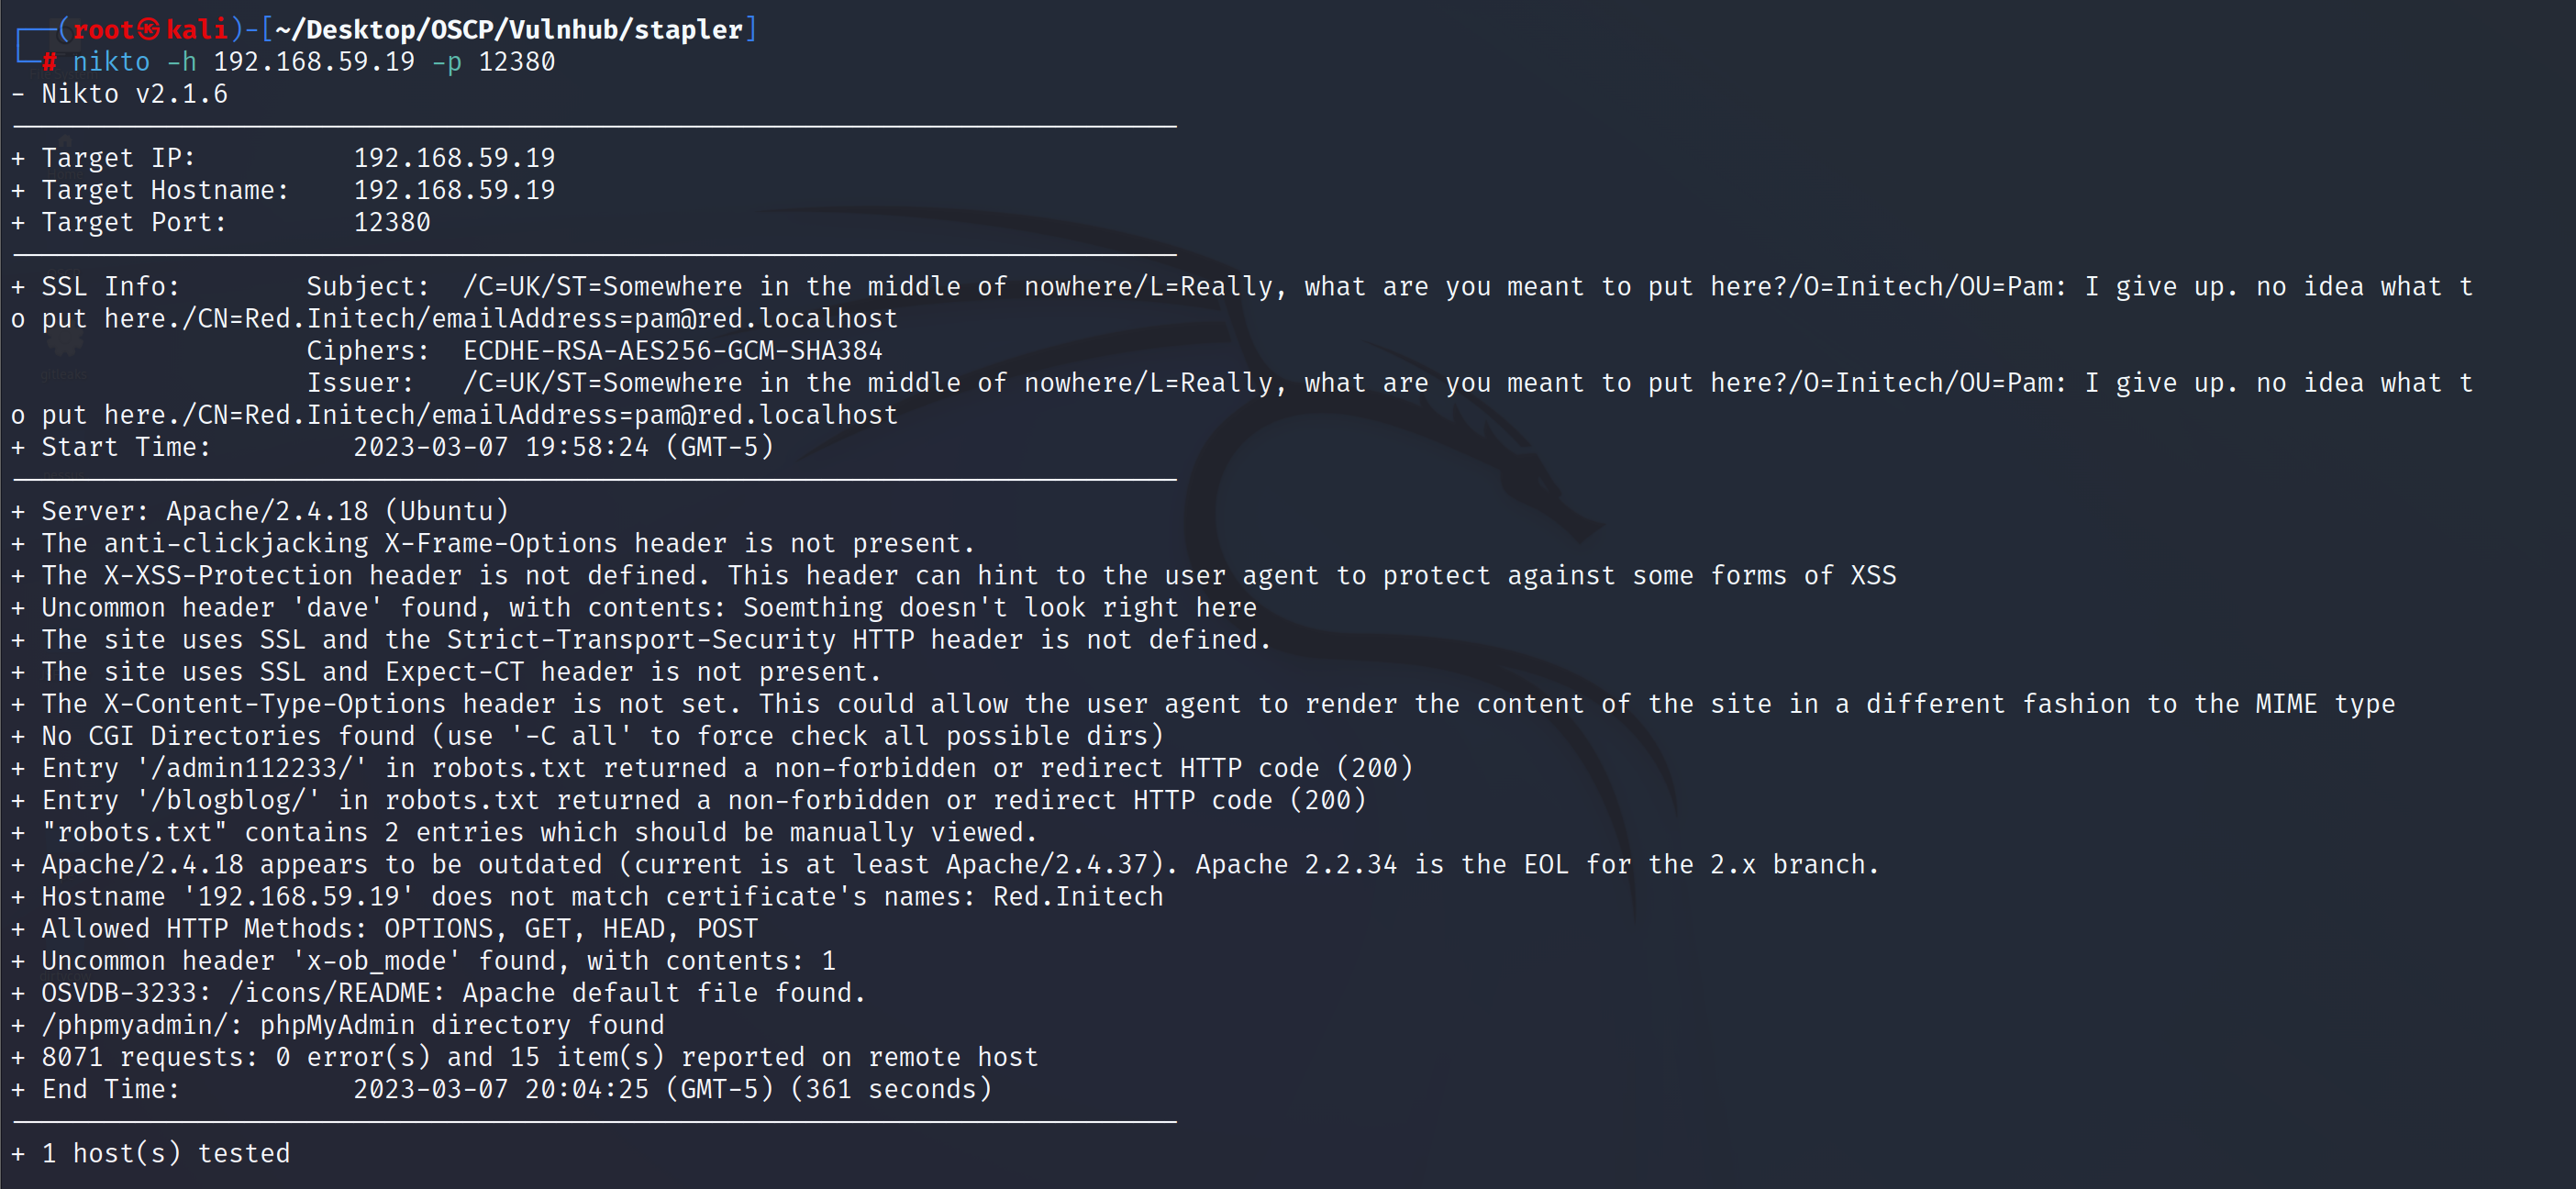 ┌──(root㉿kali)-[~/Desktop/OSCP/Vulnhub/stapler]
└─# nikto -h 192.168.59.19 -p 12380
- Nikto v2.1.6
+ Target IP:          192.168.59.19
+ Target Hostname:    192.168.59.19
+ Target Port:        12380
+ SSL Info:        Subject:  /C=UK/ST=Somewhere in the middle of nowhere/L=Really, what are you meant to put here?/O=Initech/OU=Pam: I give up. no idea what t
o put here./CN=Red.Initech/emailAddress=pam@red.localhost
                   Ciphers:  ECDHE-RSA-AES256-GCM-SHA384
                   Issuer:   /C=UK/ST=Somewhere in the middle of nowhere/L=Really, what are you meant to put here?/O=Initech/OU=Pam: I give up. no idea what t
o put here./CN=Red.Initech/emailAddress=pam@red.localhost
+ Start Time:         2023-03-07 19:58:24 (GMT-5)
+ Server: Apache/2.4.18 (Ubuntu)
+ The anti-clickjacking X-Frame-Options header is not present.
+ The X-XSS-Protection header is not defined. This header can hint to the user agent to protect against some forms of XSS
+ Uncommon header 'dave' found, with contents: Soemthing doesn't look right here
+ The site uses SSL and the Strict-Transport-Security HTTP header is not defined.
+ The site uses SSL and Expect-CT header is not present.
+ The X-Content-Type-Options header is not set. This could allow the user agent to render the content of the site in a different fashion to the MIME type
+ No CGI Directories found (use '-C all' to force check all possible dirs)
+ Entry '/admin112233/' in robots.txt returned a non-forbidden or redirect HTTP code (200)
+ Entry '/blogblog/' in robots.txt returned a non-forbidden or redirect HTTP code (200)
+ "robots.txt" contains 2 entries which should be manually viewed.
+ Apache/2.4.18 appears to be outdated (current is at least Apache/2.4.37). Apache 2.2.34 is the EOL for the 2.x branch.
+ Hostname '192.168.59.19' does not match certificate's names: Red.Initech
+ Allowed HTTP Methods: OPTIONS, GET, HEAD, POST
+ Uncommon header 'x-ob_mode' found, with contents: 1
+ OSVDB-3233: /icons/README: Apache default file found.
+ /phpmyadmin/: phpMyAdmin directory found
+ 8071 requests: 0 error(s) and 15 item(s) reported on remote host
+ End Time:           2023-03-07 20:04:25 (GMT-5) (361 seconds)
+ 1 host(s) tested